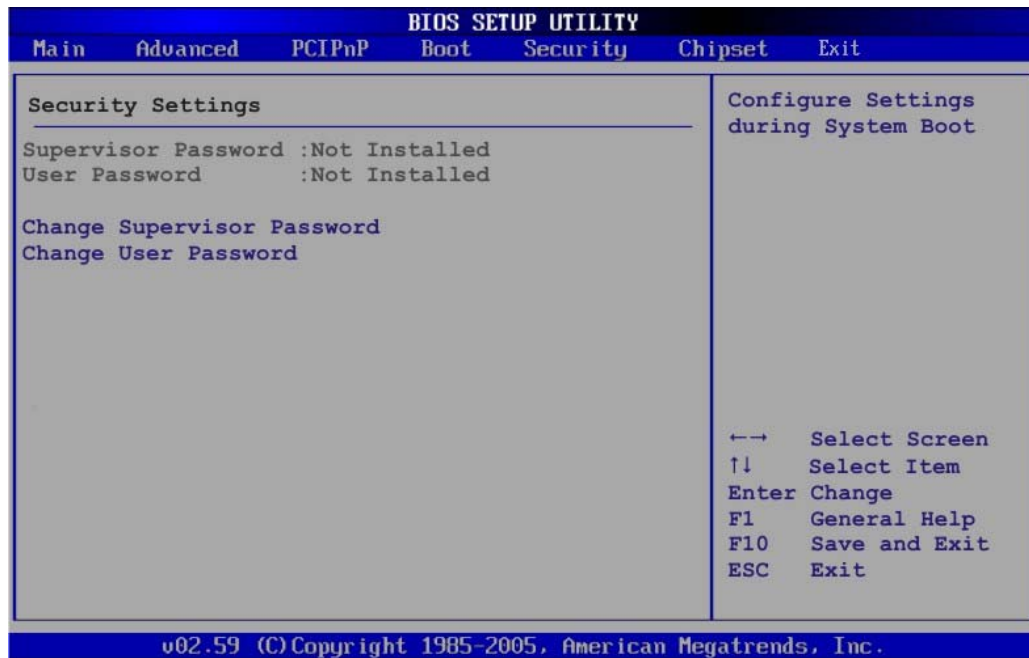 BIOS SETUP UTILITY
Main Advanced PCIPnP Boot Security Chipset Exit
Security Settings
Supervisor Password :Not Installed
User Password :Not Installed
Change Supervisor Password
Change User Password
Configure Settings
during System Boot
←→ Select Screen
↑↓ Select Item
Enter Change
F1 General Help
F10 Save and Exit
ESC Exit
v02.59 (C)Copyright 1985-2005, American Megatrends, Inc.